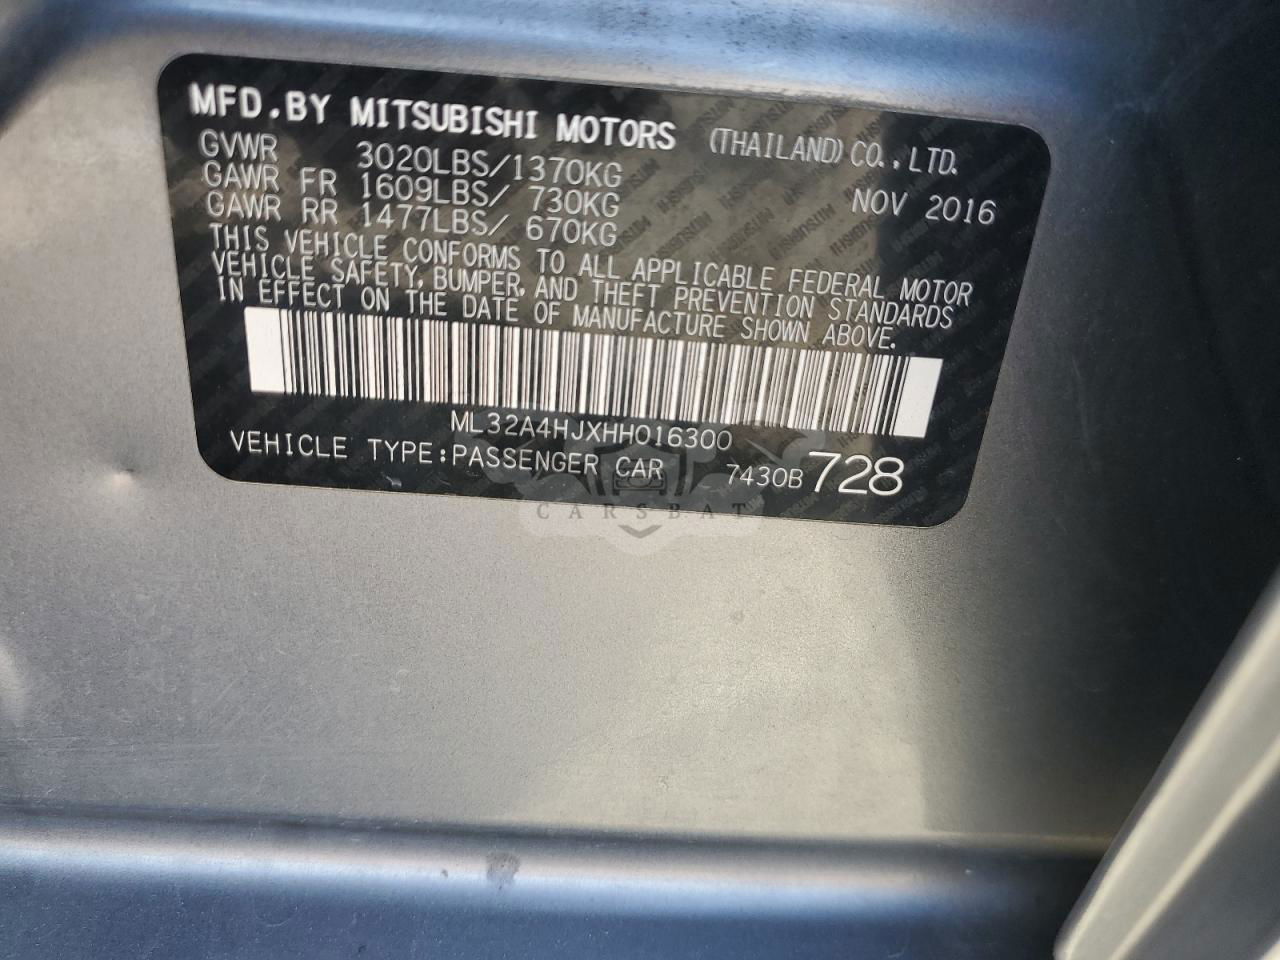 MFD.BY MITSUBISHI MOTORS (THAILAND) CO.,LTD.
GVWR 3020LBS/1370KG
GAWR FR 1609LBS/ 730KG NOV 2016
GAWR RR 1477LBS/ 670KG
THIS VEHICLE CONFORMS TO ALL APPLICABLE FEDERAL MOTOR
VEHICLE SAFETY, BUMPER, AND THEFT PREVENTION STANDARDS
IN EFFECT ON THE DATE OF MANUFACTURE SHOWN ABOVE.
ML32A4HJXHH016300
VEHICLE TYPE:PASSENGER CAR 7430B 728
CARSBAT